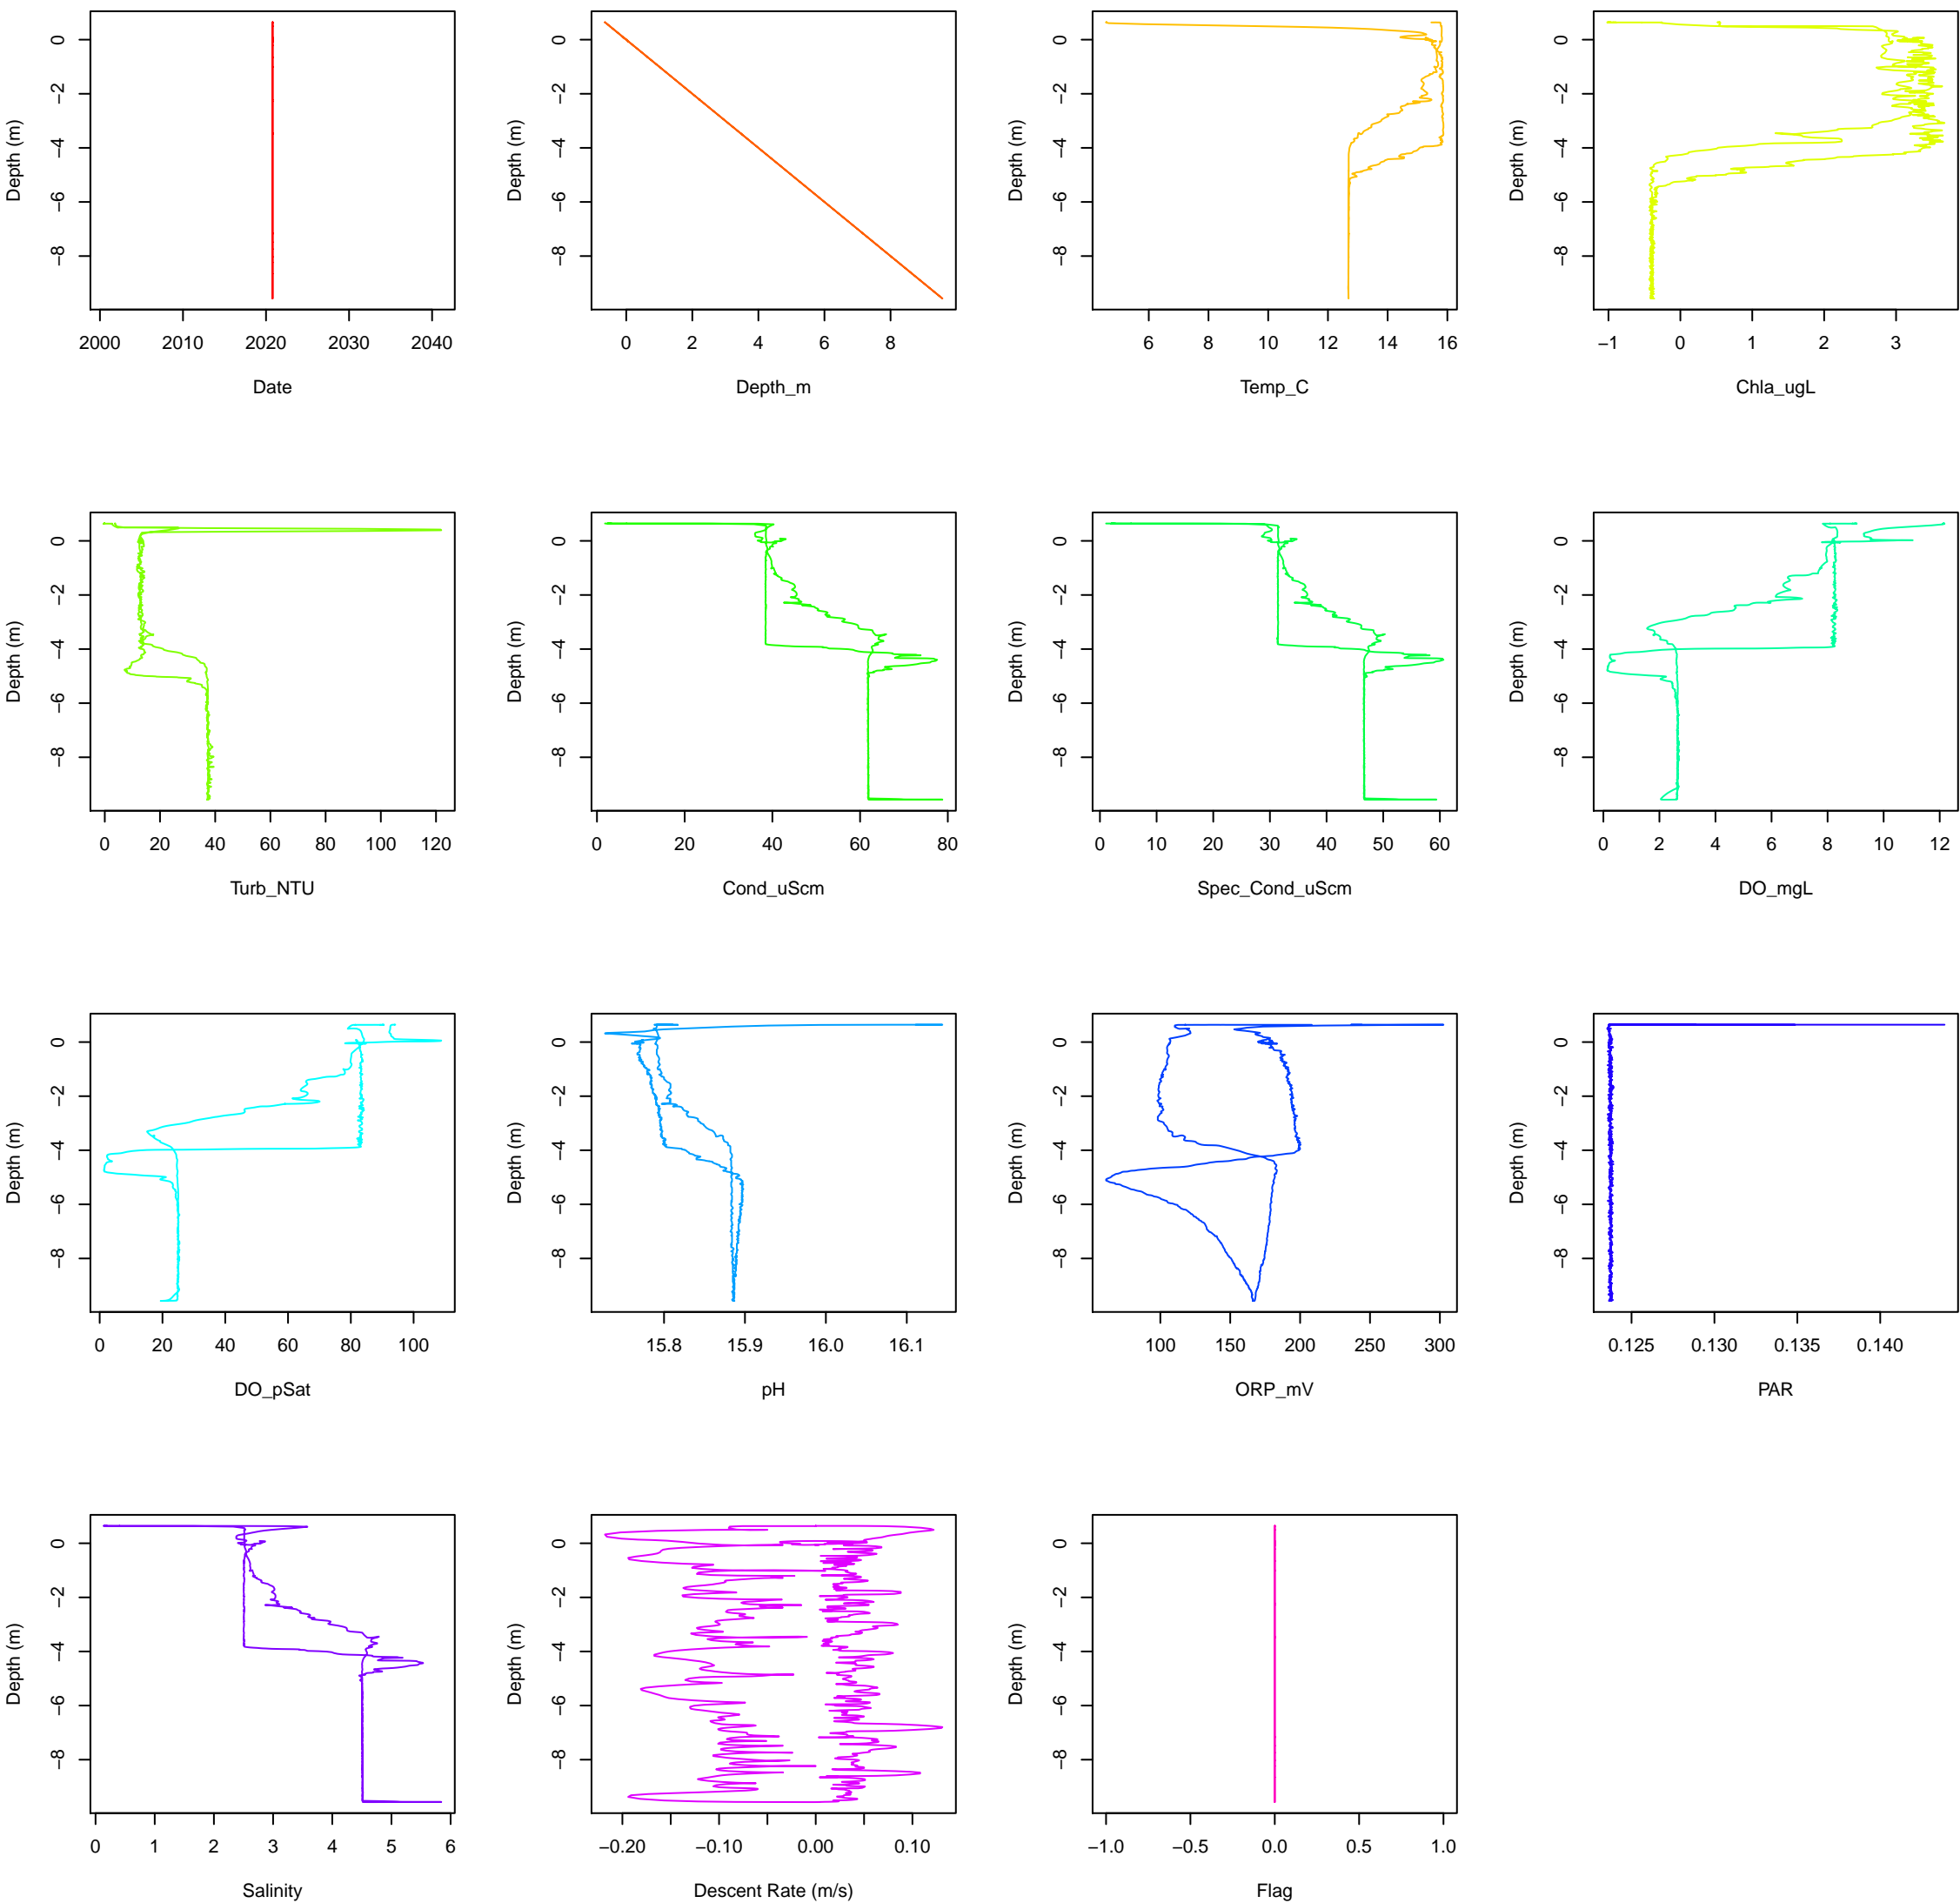 Depth (m)
0
−2
−4
−6
−8
2000 2010 2020 2030 2040
Date
Depth (m)
0
−2
−4
−6
−8
0 2 4 6 8
Depth_m
Depth (m)
0
−2
−4
−6
−8
6 8 10 12 14 16
Temp_C
Depth (m)
0
−2
−4
−6
−8
−1 0 1 2 3
Chla_ugL
Depth (m)
0
−2
−4
−6
−8
0 20 40 60 80 100 120
Turb_NTU
Depth (m)
0
−2
−4
−6
−8
0 20 40 60 80
Cond_uScm
Depth (m)
0
−2
−4
−6
−8
0 10 20 30 40 50 60
Spec_Cond_uScm
Depth (m)
0
−2
−4
−6
−8
0 2 4 6 8 10 12
DO_mgL
Depth (m)
0
−2
−4
−6
−8
0 20 40 60 80 100
DO_pSat
Depth (m)
0
−2
−4
−6
−8
15.8 15.9 16.0 16.1
pH
Depth (m)
0
−2
−4
−6
−8
100 150 200 250 300
ORP_mV
Depth (m)
0
−2
−4
−6
−8
0.125 0.130 0.135 0.140
PAR
Depth (m)
0
−2
−4
−6
−8
0 1 2 3 4 5 6
Salinity
Depth (m)
0
−2
−4
−6
−8
−0.20 −0.10 0.00 0.10
Descent Rate (m/s)
Depth (m)
0
−2
−4
−6
−8
−1.0 −0.5 0.0 0.5 1.0
Flag